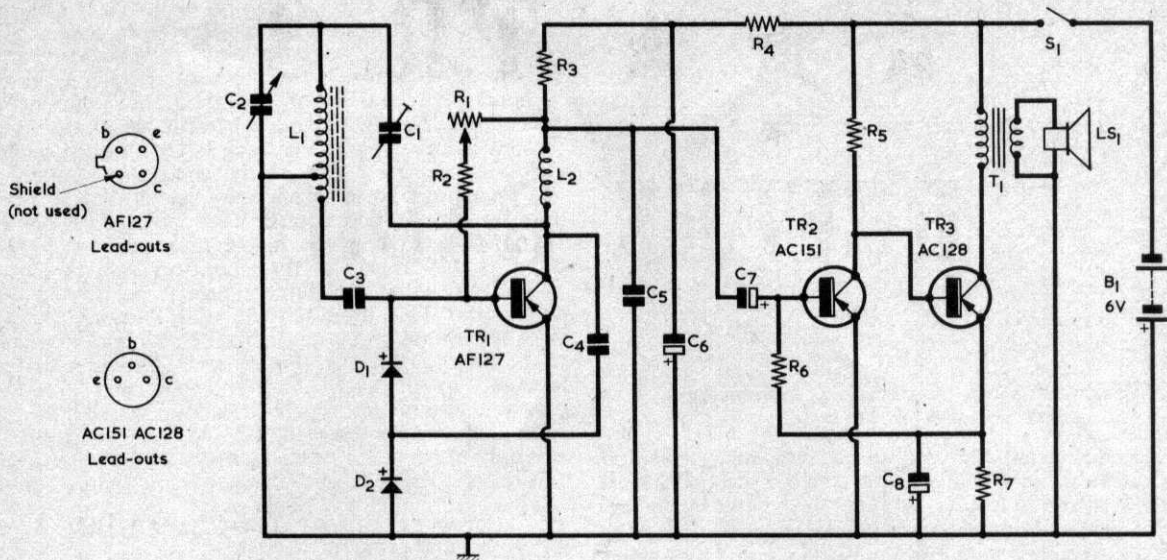 R4
S1
R3
C2
R1
C1
L1
R5
LS1
b e
R2
L2
T1
Shield
(not used)
c
AF127
Lead-outs
TR2
AC151
TR3
AC128
C3
C7
+
B1
6V
+
C5
TR1
AF127
C4
C6
+
b
+
D1
R6
e c
AC151 AC128
Lead-outs
+
D2
C8
+
R7